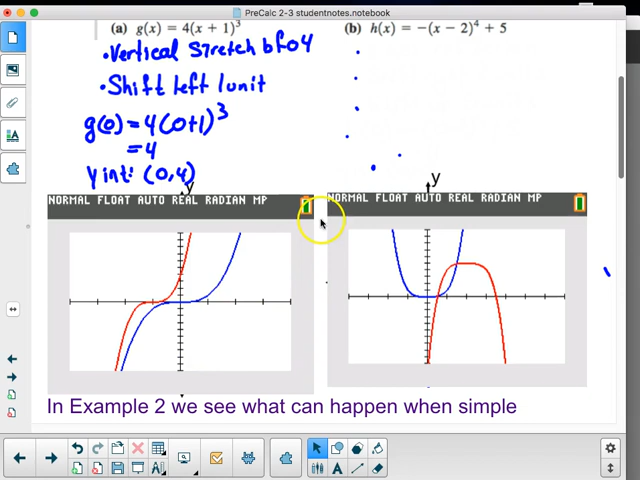 PreCalc 2-3 studentnotes.notebook
(a) g(x) = 4(x + 1)³
(b) h(x) = −(x − 2)⁴ + 5
• Vertical Stretch bfo 4
• Shift Left 1 unit
g(0) = 4(0+1)³
= 4
y int: (0,4)
y
y
NORMAL FLOAT AUTO REAL RADIAN MP
NORMAL FLOAT AUTO REAL RADIAN MP
In Example 2 we see what can happen when simple